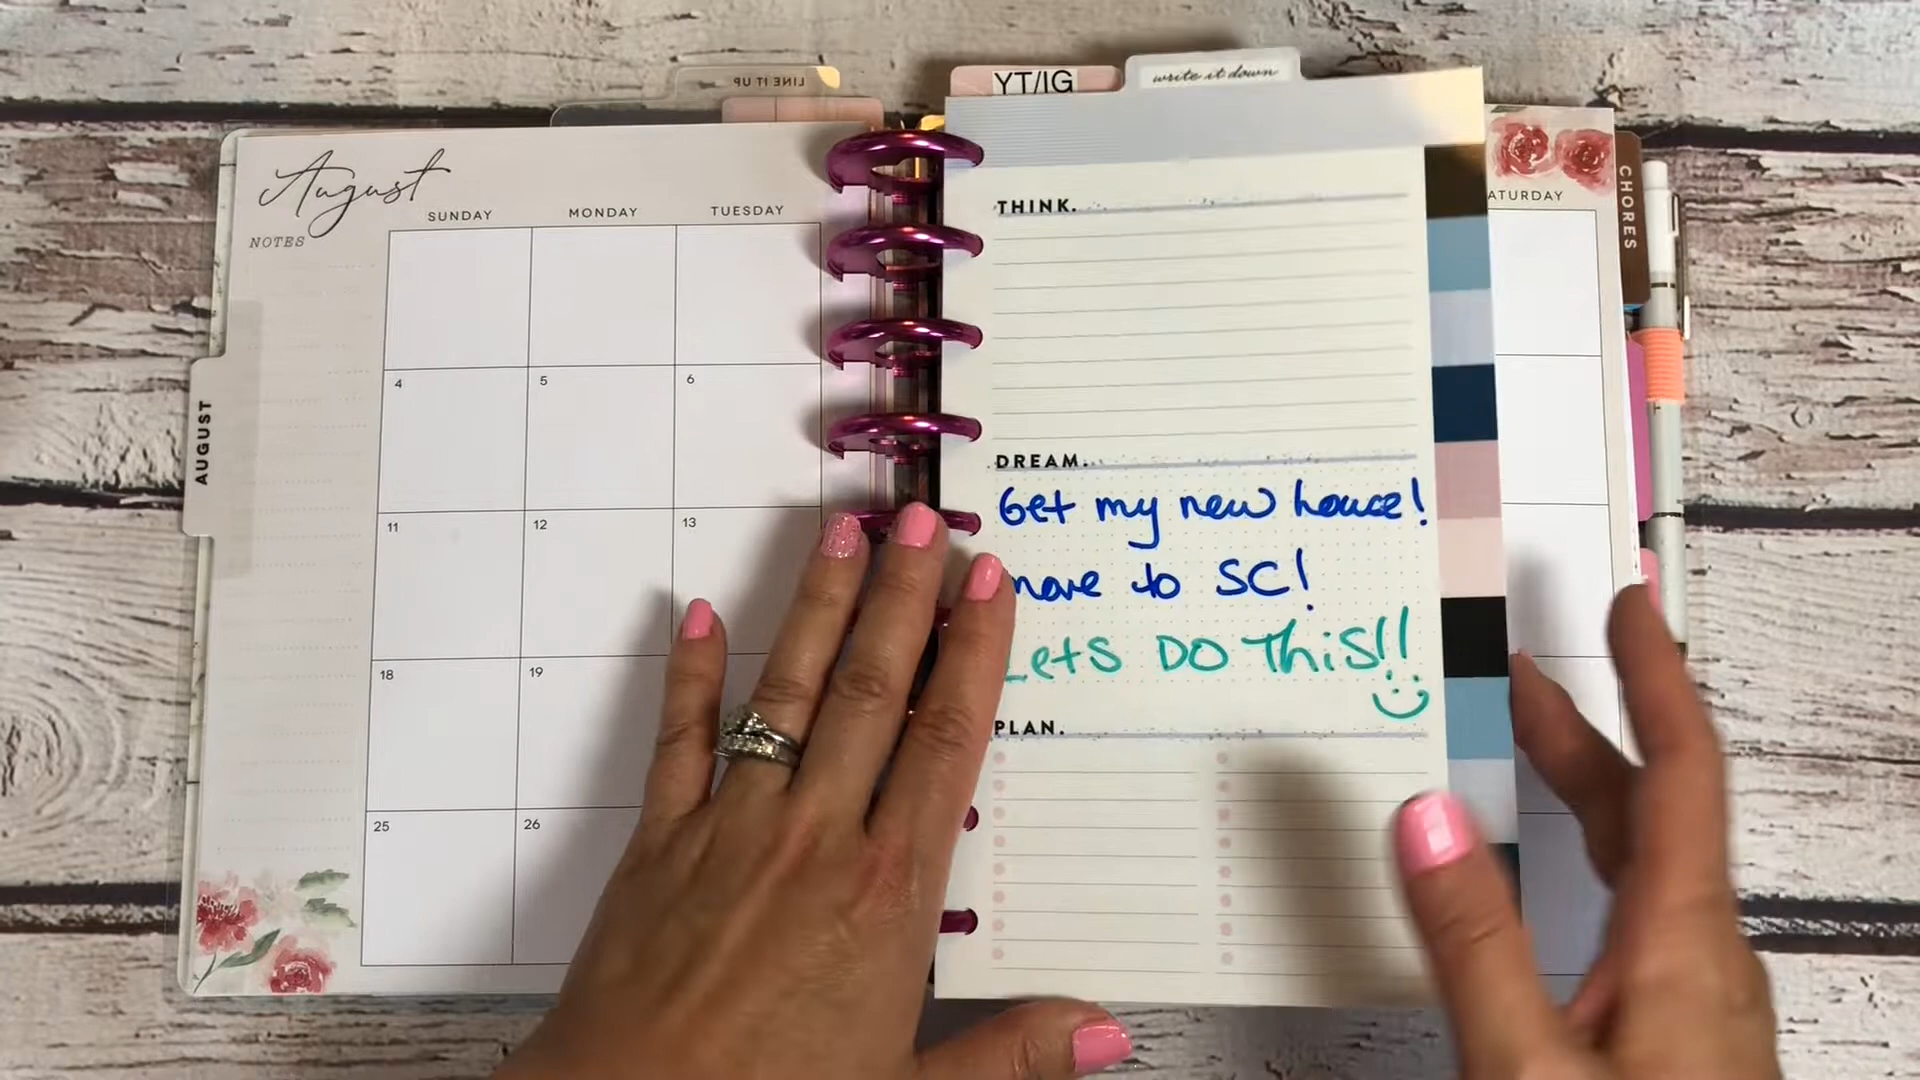 LINE IT UP
YT/IG
write it down
August
NOTES
SUNDAY
MONDAY
TUESDAY
ATURDAY
CHORES
AUGUST
4
5
6
11
12
13
18
19
25
26
THINK.
DREAM.
Get my new house!
move to SC!
Lets DO This!!
PLAN.